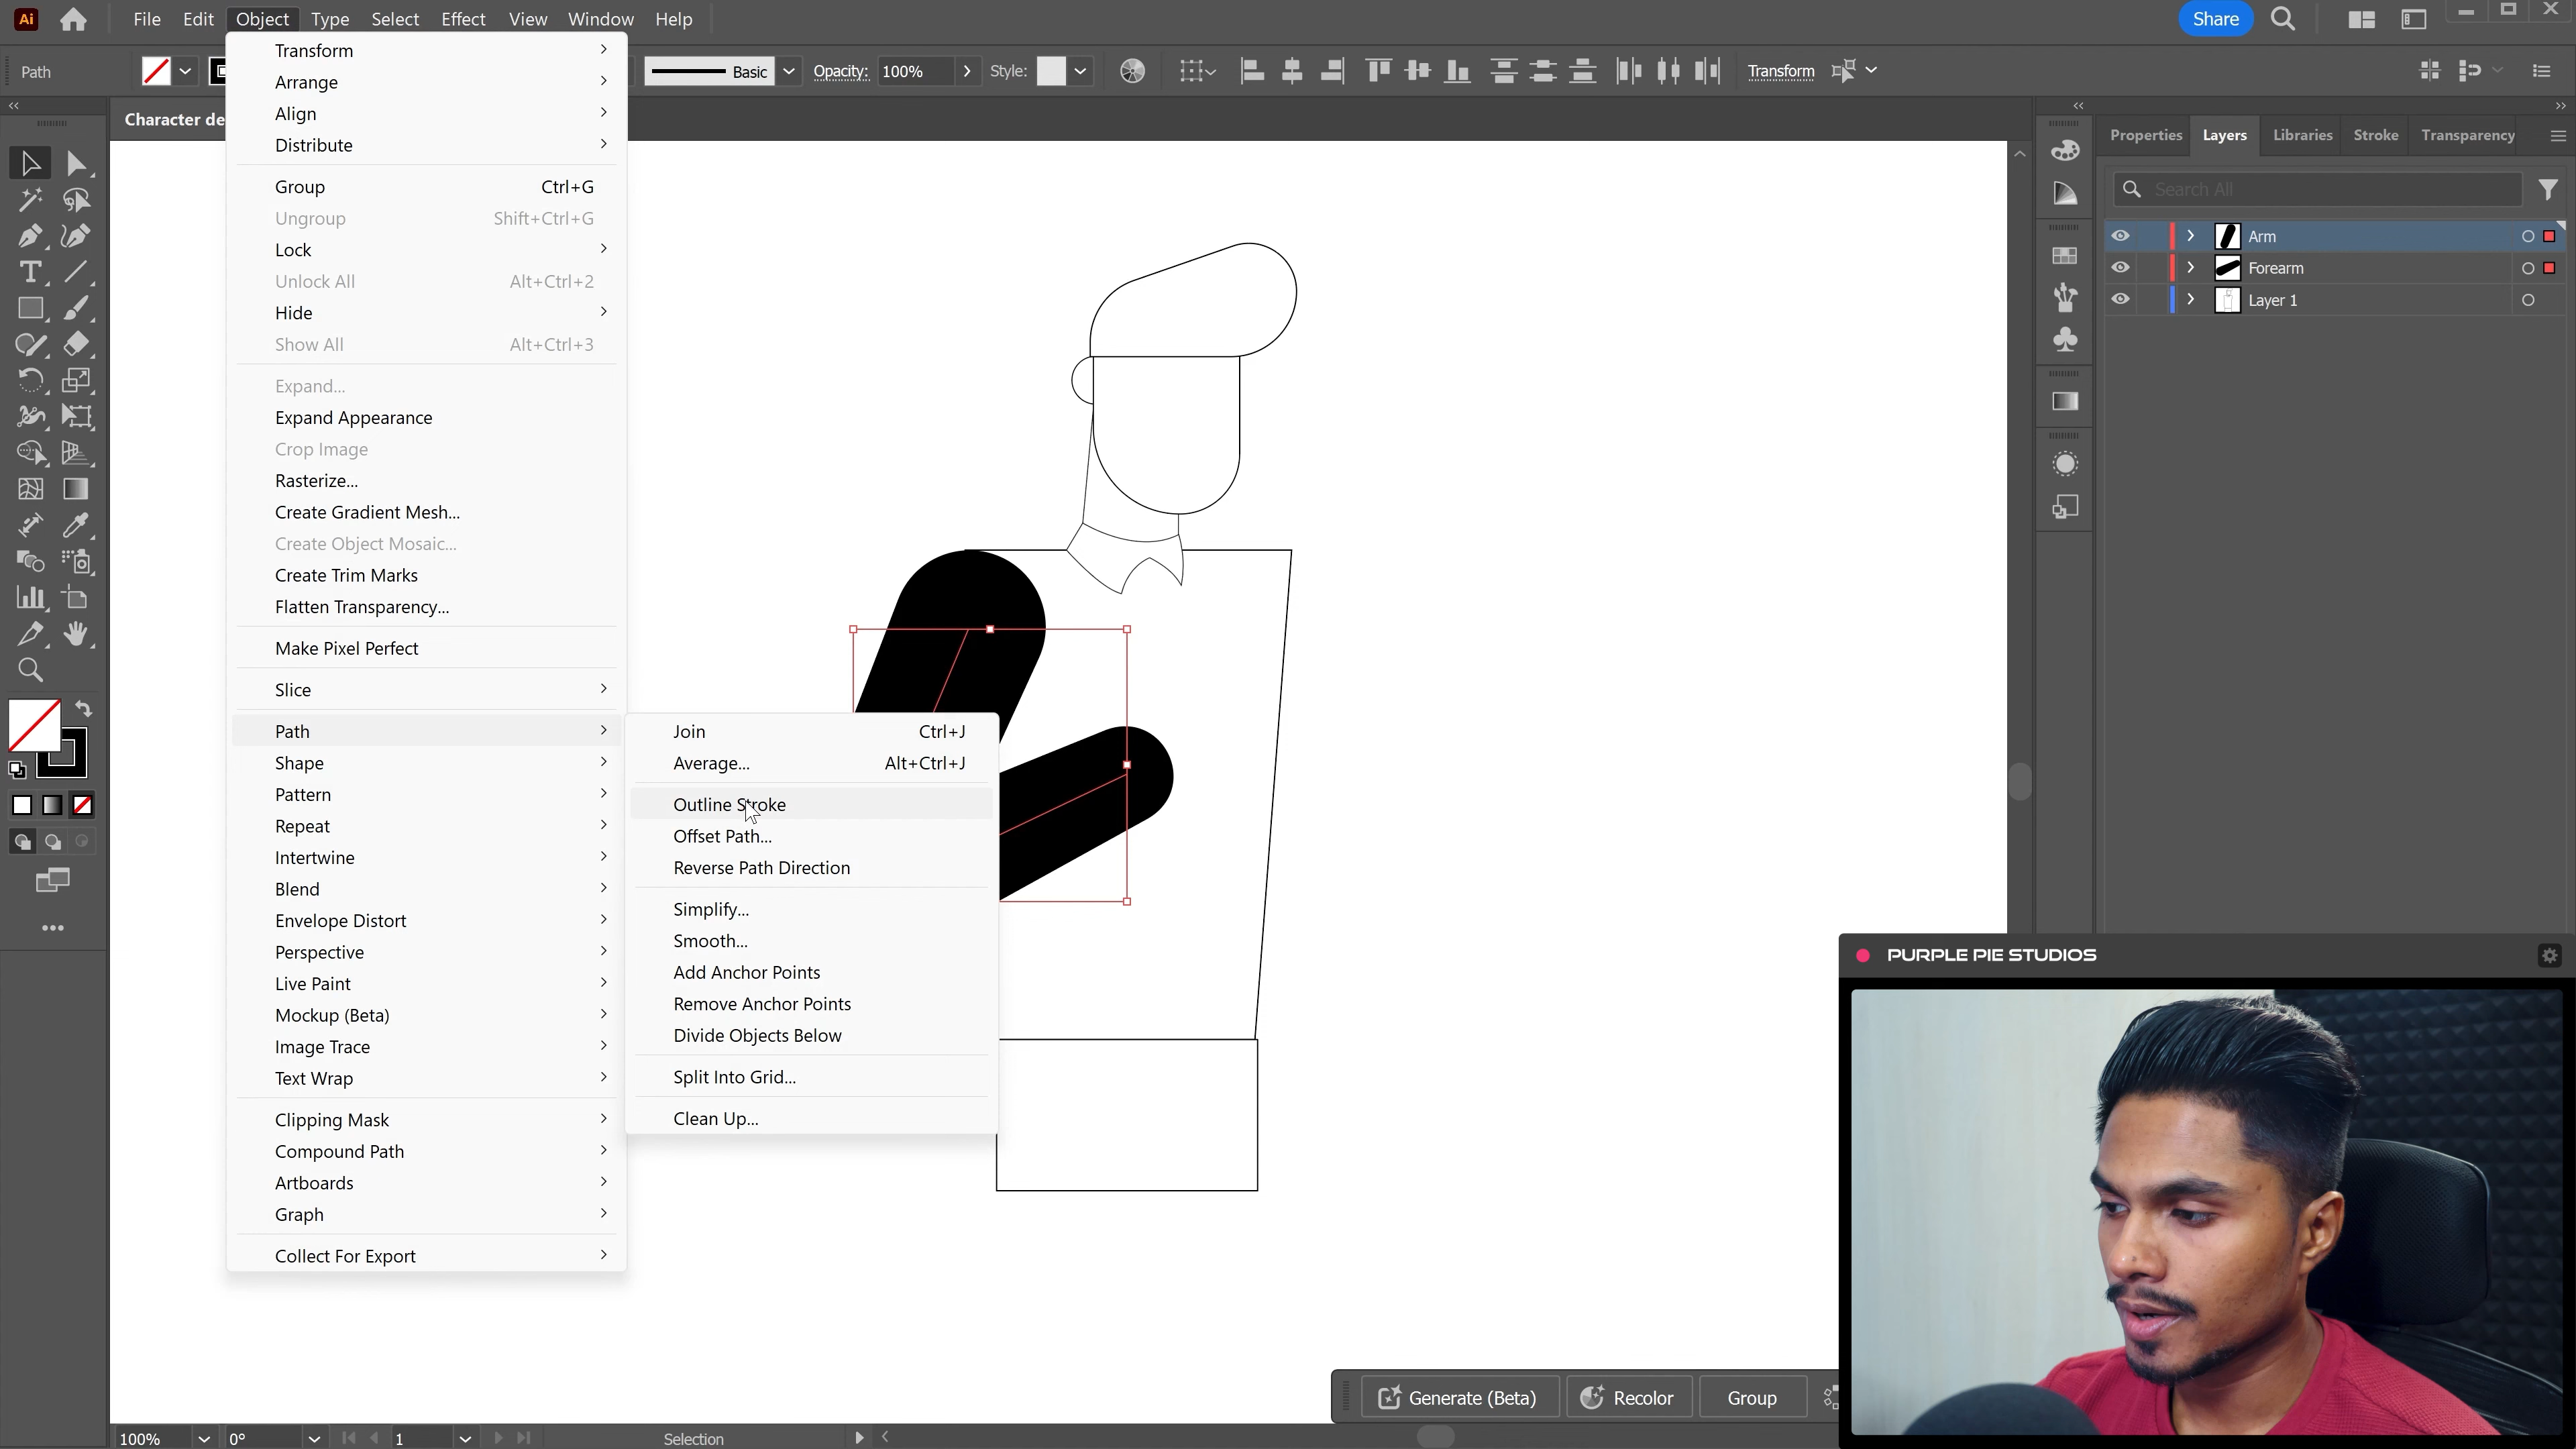 Ai
File Edit Object Type Select Effect View Window Help
Share
Path
Basic
Opacity: 100%
Style:
Transform
Character de
Transform
Arrange
Align
Distribute
Group Ctrl+G
Ungroup Shift+Ctrl+G
Lock
Unlock All Alt+Ctrl+2
Hide
Show All Alt+Ctrl+3
Expand...
Expand Appearance
Crop Image
Rasterize...
Create Gradient Mesh...
Create Object Mosaic...
Create Trim Marks
Flatten Transparency...
Make Pixel Perfect
Slice
Path
Shape
Pattern
Repeat
Intertwine
Blend
Envelope Distort
Perspective
Live Paint
Mockup (Beta)
Image Trace
Text Wrap
Clipping Mask
Compound Path
Artboards
Graph
Collect For Export
Join Ctrl+J
Average... Alt+Ctrl+J
Outline Stroke
Offset Path...
Reverse Path Direction
Simplify...
Smooth...
Add Anchor Points
Remove Anchor Points
Divide Objects Below
Split Into Grid...
Clean Up...
Properties Layers Libraries Stroke Transparency
Search All
Arm
Forearm
Layer 1
PURPLE PIE STUDIOS
Generate (Beta) Recolor Group
100% 0° 1 Selection